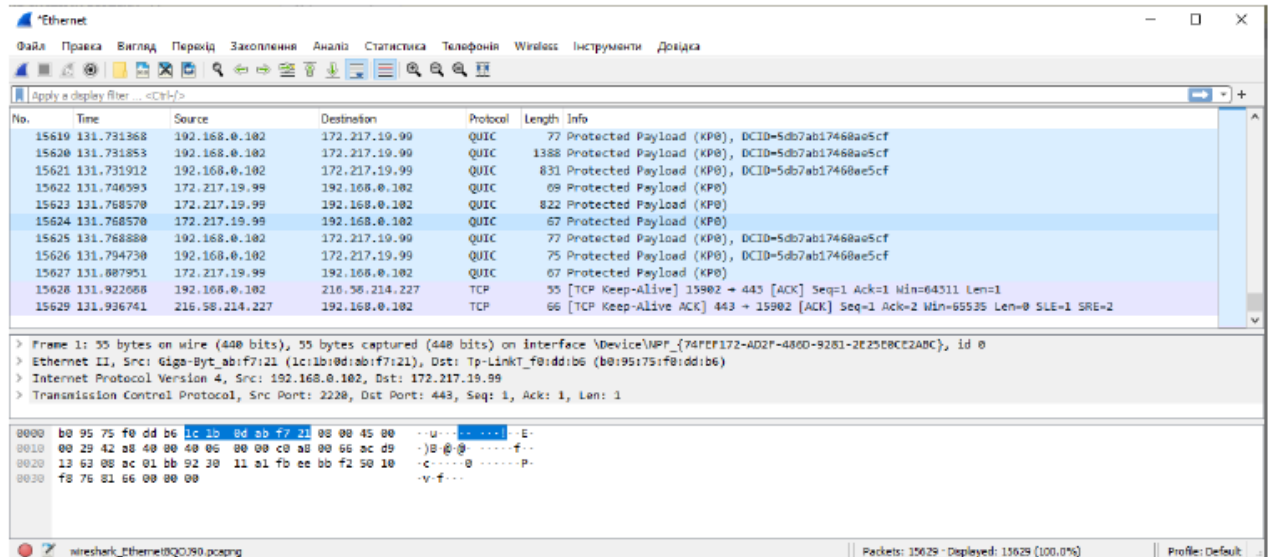 *Ethernet
Файл Правка Вигляд Перехід Захоплення Аналіз Статистика Телефонія Wireless Інструменти Довідка
Apply a display filter ... <Ctrl-/>
No. Time Source Destination Protocol Length Info
15619 131.731368 192.168.0.102 172.217.19.99 QUIC 77 Protected Payload (KP0), DCID=5db7ab17460ae5cf
15620 131.731853 192.168.0.102 172.217.19.99 QUIC 1388 Protected Payload (KP0), DCID=5db7ab17460ae5cf
15621 131.731912 192.168.0.102 172.217.19.99 QUIC 831 Protected Payload (KP0), DCID=5db7ab17460ae5cf
15622 131.746593 172.217.19.99 192.168.0.102 QUIC 69 Protected Payload (KP0)
15623 131.768570 172.217.19.99 192.168.0.102 QUIC 822 Protected Payload (KP0)
15624 131.768570 172.217.19.99 192.168.0.102 QUIC 67 Protected Payload (KP0)
15625 131.768880 192.168.0.102 172.217.19.99 QUIC 77 Protected Payload (KP0), DCID=5db7ab17460ae5cf
15626 131.794730 192.168.0.102 172.217.19.99 QUIC 75 Protected Payload (KP0), DCID=5db7ab17460ae5cf
15627 131.807951 172.217.19.99 192.168.0.102 QUIC 67 Protected Payload (KP0)
15628 131.922688 192.168.0.102 216.58.214.227 TCP 55 [TCP Keep-Alive] 15902 → 443 [ACK] Seq=1 Ack=1 Win=64311 Len=1
15629 131.936741 216.58.214.227 192.168.0.102 TCP 66 [TCP Keep-Alive ACK] 443 → 15902 [ACK] Seq=1 Ack=2 Win=65535 Len=0 SLE=1 SRE=2
> Frame 1: 55 bytes on wire (440 bits), 55 bytes captured (440 bits) on interface \Device\NPF_{74FEF172-AD2F-486D-9281-2E25E0CE2ABC}, id 0
> Ethernet II, Src: Giga-Byt_ab:f7:21 (1c:1b:0d:ab:f7:21), Dst: Tp-LinkT_f0:dd:b6 (b0:95:75:f0:dd:b6)
> Internet Protocol Version 4, Src: 192.168.0.102, Dst: 172.217.19.99
> Transmission Control Protocol, Src Port: 2220, Dst Port: 443, Seq: 1, Ack: 1, Len: 1
0000 b0 95 75 f0 dd b6 1c 1b 0d ab f7 21 08 00 45 00 ··u····· ···!··E·
0010 00 29 42 a8 40 00 40 06 00 00 c0 a8 00 66 ac d9 ·)B·@·@· ·····f··
0020 13 63 08 ac 01 bb 92 30 11 a1 fb ee bb f2 50 10 ·c·····0 ······P·
0030 f8 76 81 66 00 00 00 ·v·f···
wireshark_Ethernet8QOJ90.pcapng Packets: 15629 · Displayed: 15629 (100.0%) Profile: Default